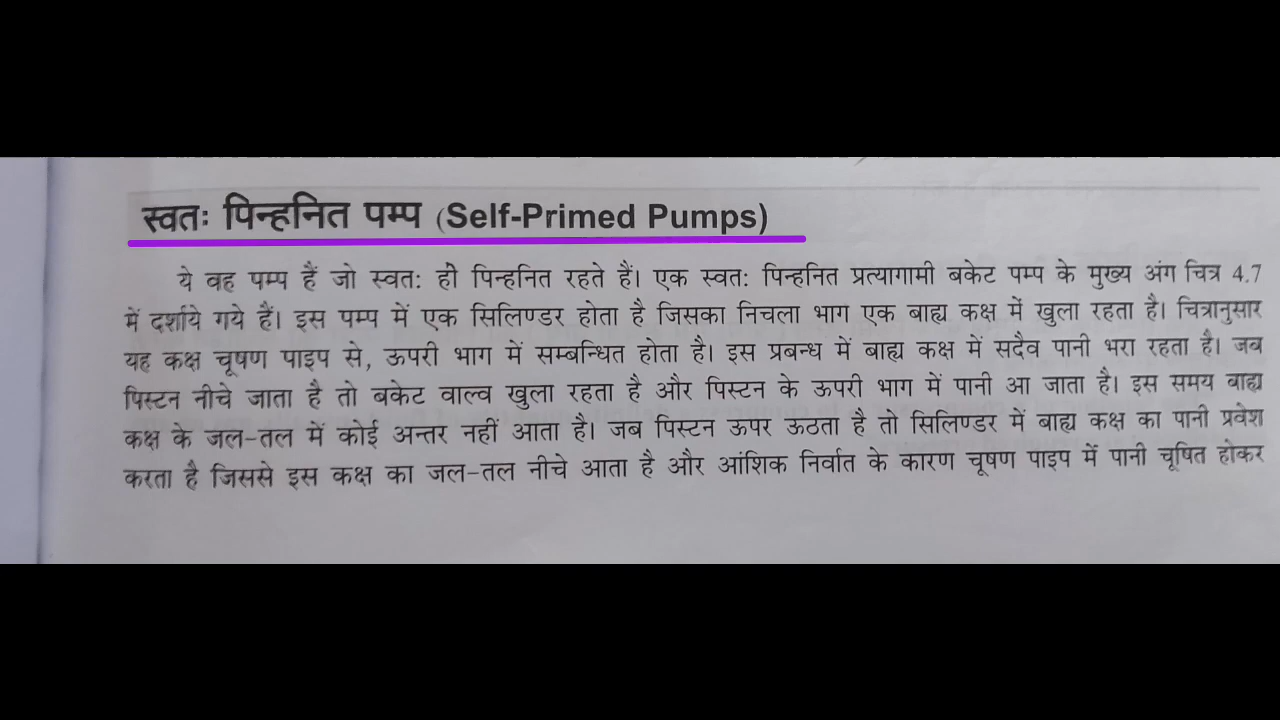 स्वतः पिन्हनित पम्प (Self-Primed Pumps)
ये वह पम्प हैं जो स्वत: ही पिन्हनित रहते हैं। एक स्वत: पिन्हनित प्रत्यागामी बकेट पम्प के मुख्य अंग चित्र 4.7
में दर्शाये गये हैं। इस पम्प में एक सिलिण्डर होता है जिसका निचला भाग एक बाह्य कक्ष में खुला रहता है। चित्रानुसार
यह कक्ष चूषण पाइप से, ऊपरी भाग में सम्बन्धित होता है। इस प्रबन्ध में बाह्य कक्ष में सदैव पानी भरा रहता है। जब
पिस्टन नीचे जाता है तो बकेट वाल्व खुला रहता है और पिस्टन के ऊपरी भाग में पानी आ जाता है। इस समय बाह्य
कक्ष के जल-तल में कोई अन्तर नहीं आता है। जब पिस्टन ऊपर ऊठता है तो सिलिण्डर में बाह्य कक्ष का पानी प्रवेश
करता है जिससे इस कक्ष का जल-तल नीचे आता है और आंशिक निर्वात के कारण चूषण पाइप में पानी चूषित होकर